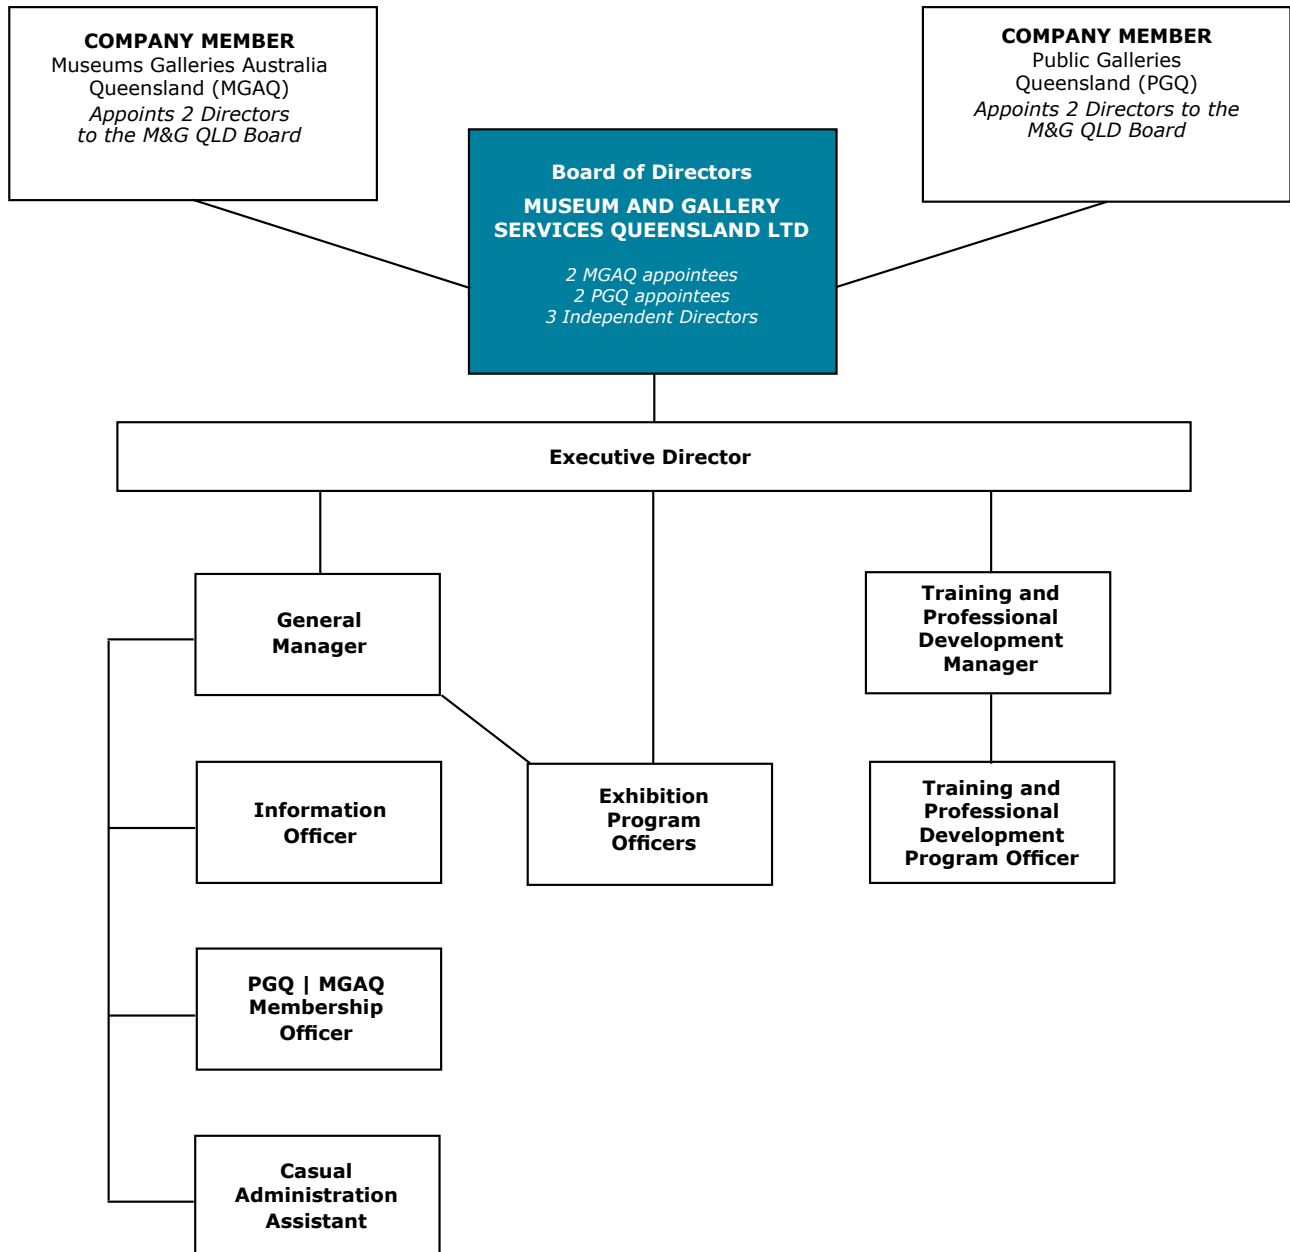 COMPANY MEMBER
Museums Galleries Australia
Queensland (MGAQ)
Appoints 2 Directors
to the M&G QLD Board
COMPANY MEMBER
Public Galleries
Queensland (PGQ)
Appoints 2 Directors to the
M&G QLD Board
Board of Directors
MUSEUM AND GALLERY
SERVICES QUEENSLAND LTD
2 MGAQ appointees
2 PGQ appointees
3 Independent Directors
Executive Director
General
Manager
Training and
Professional
Development
Manager
Information
Officer
Exhibition
Program
Officers
Training and
Professional
Development
Program Officer
PGQ | MGAQ
Membership
Officer
Casual
Administration
Assistant